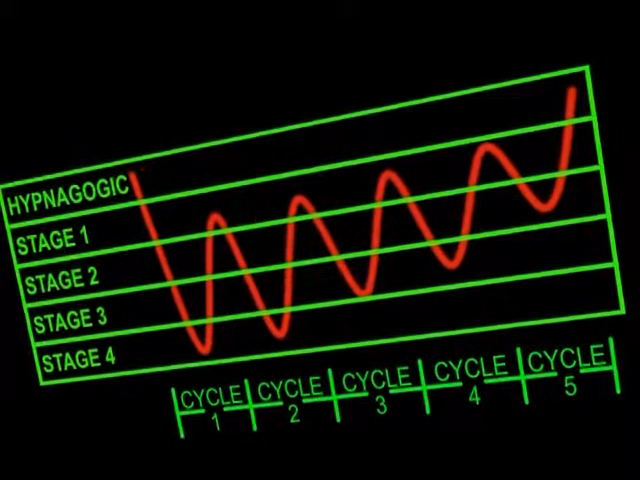 HYPNAGOGIC
STAGE 1
STAGE 2
STAGE 3
STAGE 4
CYCLE
1
CYCLE
2
CYCLE
3
CYCLE
4
CYCLE
5